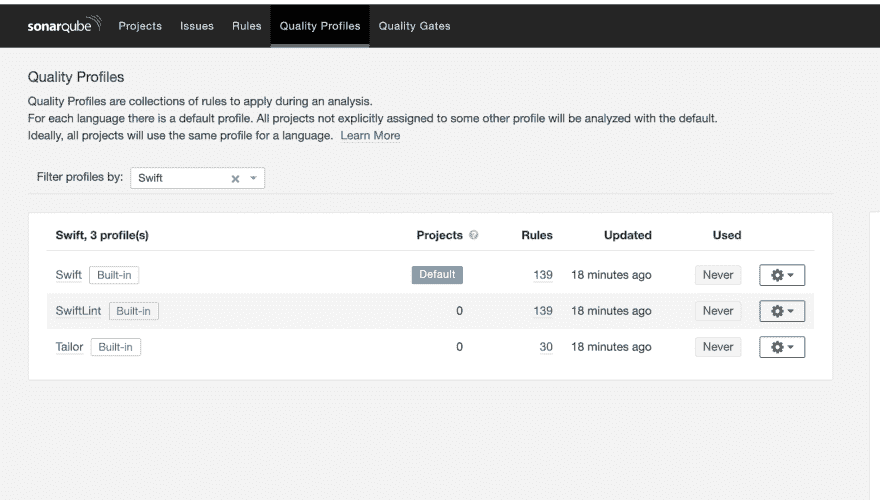 sonarqube Projects Issues Rules Quality Profiles Quality Gates
Quality Profiles
Quality Profiles are collections of rules to apply during an analysis.
For each language there is a default profile. All projects not explicitly assigned to some other profile will be analyzed with the default.
Ideally, all projects will use the same profile for a language. Learn More
Filter profiles by: Swift
Swift, 3 profile(s) Projects ? Rules Updated Used
Swift Built-in Default 139 18 minutes ago Never
SwiftLint Built-in 0 139 18 minutes ago Never
Tailor Built-in 0 30 18 minutes ago Never